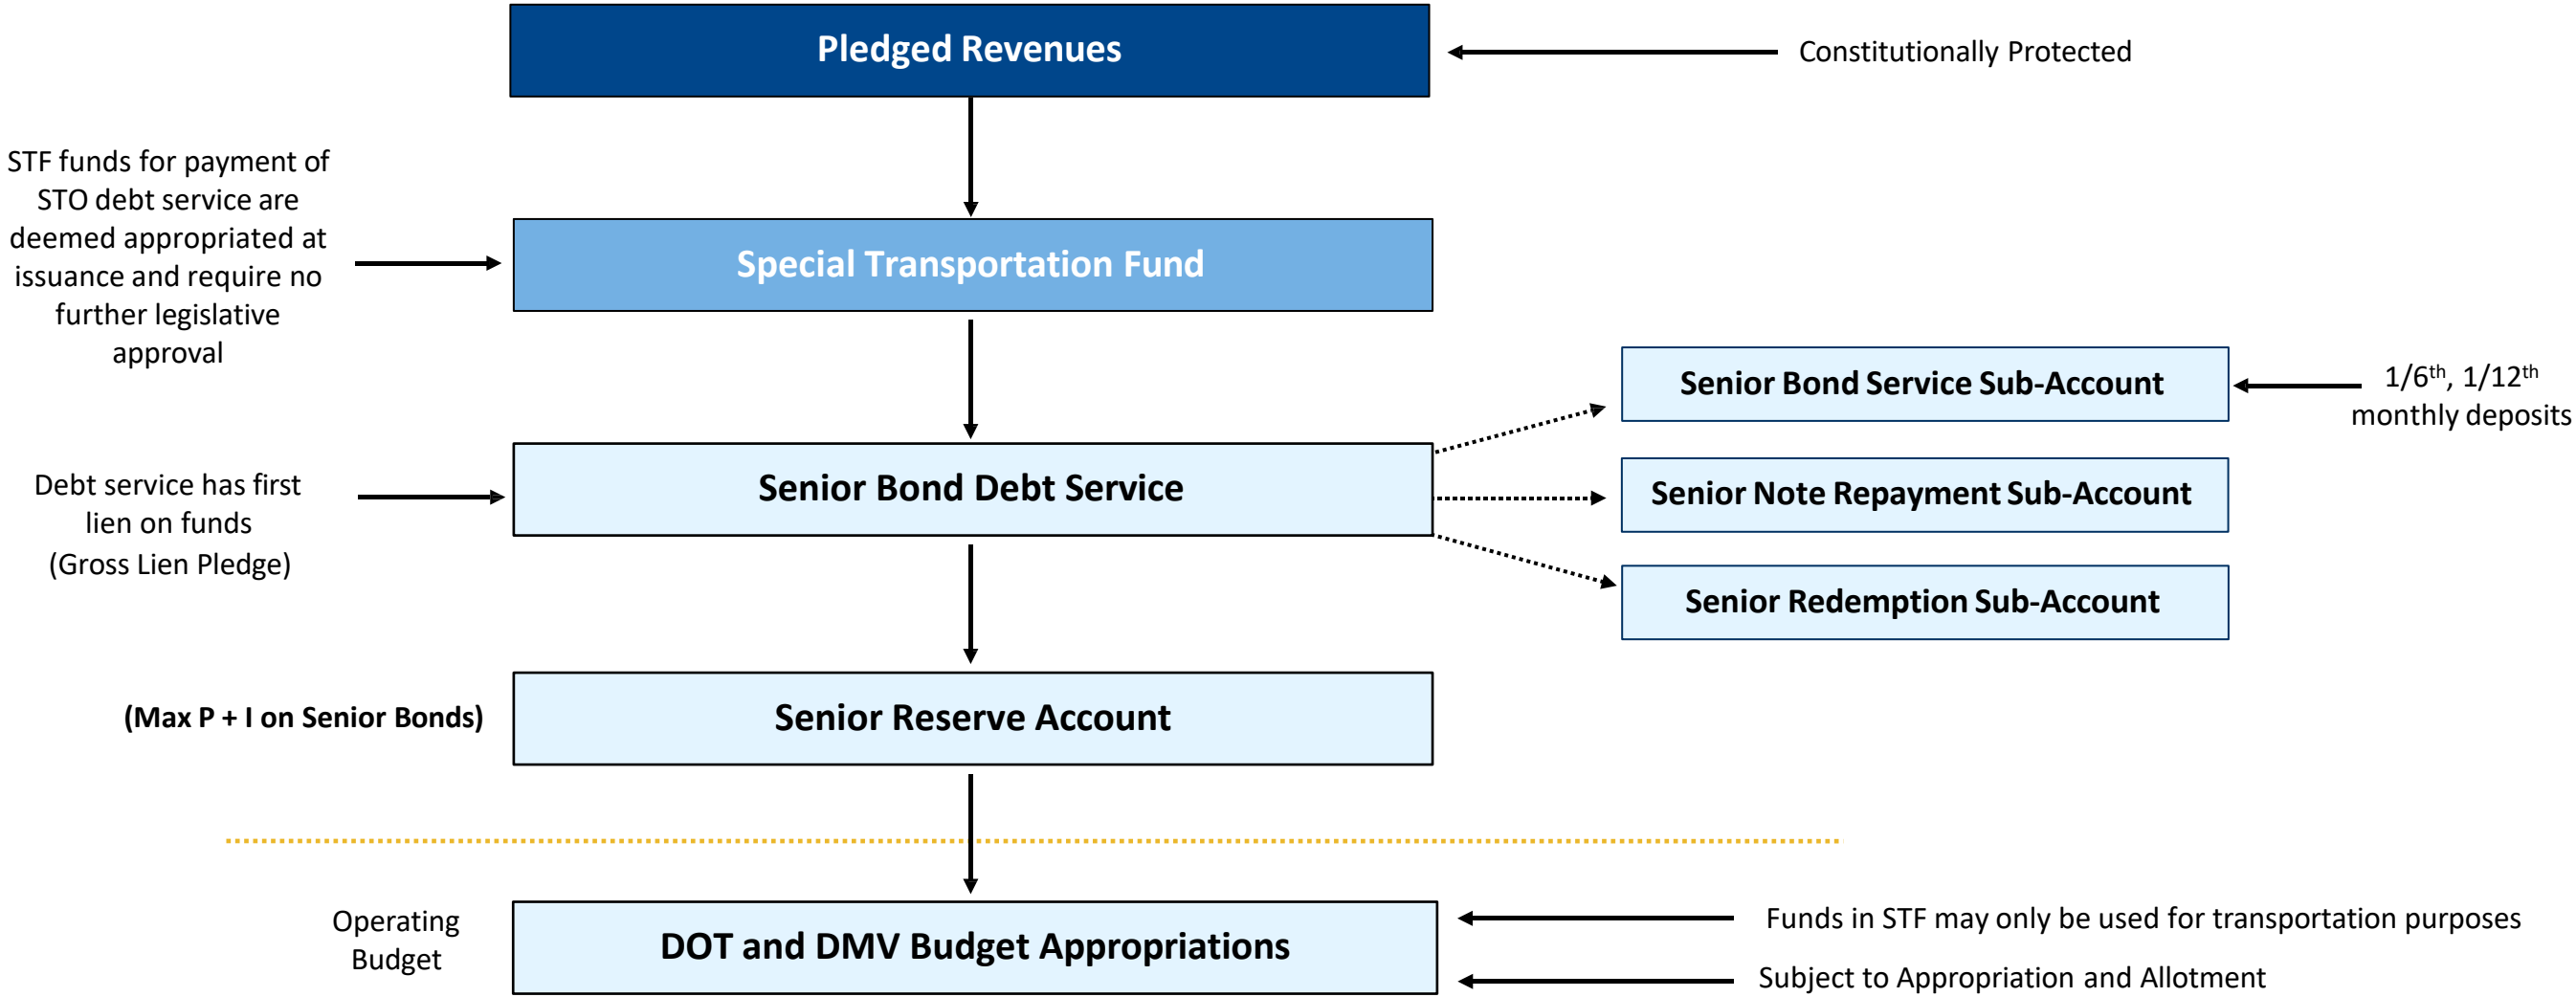 Pledged Revenues
Constitutionally Protected
STF funds for payment of
STO debt service are
deemed appropriated at
issuance and require no
further legislative
approval
Special Transportation Fund
Senior Bond Service Sub-Account
1/6th, 1/12th
monthly deposits
Debt service has first
lien on funds
(Gross Lien Pledge)
Senior Bond Debt Service
Senior Note Repayment Sub-Account
Senior Redemption Sub-Account
(Max P + I on Senior Bonds)
Senior Reserve Account
Operating
Budget
DOT and DMV Budget Appropriations
Funds in STF may only be used for transportation purposes
Subject to Appropriation and Allotment